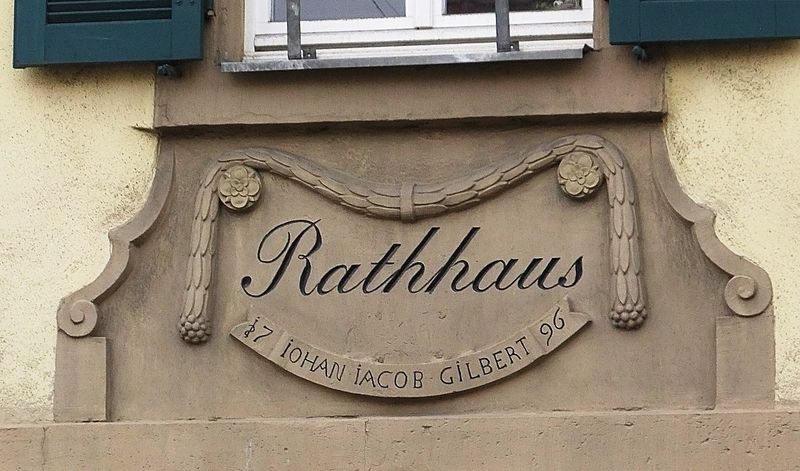 Rathhaus
17 IOHAN IACOB GILBERT 96